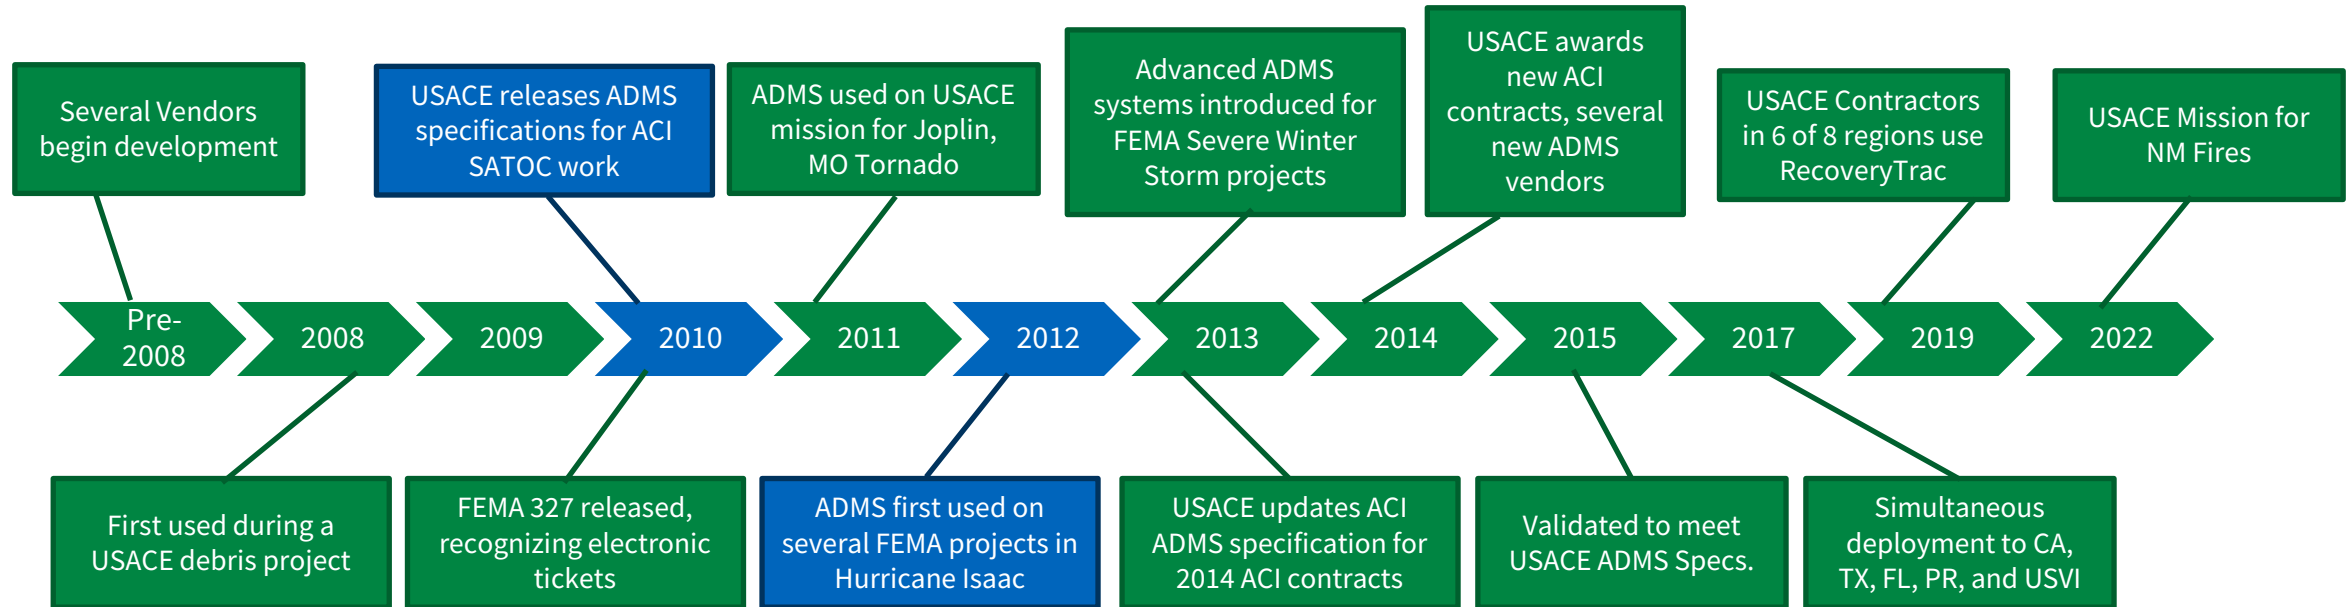 Several Vendors
begin development
USACE releases ADMS
specifications for ACI
SATOC work
ADMS used on USACE
mission for Joplin,
MO Tornado
Advanced ADMS
systems introduced for
FEMA Severe Winter
Storm projects
USACE awards
new ACI
contracts, several
new ADMS
vendors
USACE Contractors
in 6 of 8 regions use
RecoveryTrac
USACE Mission for
NM Fires
Pre-
2008
2008
2009
2010
2011
2012
2013
2014
2015
2017
2019
2022
First used during a
USACE debris project
FEMA 327 released,
recognizing electronic
tickets
ADMS first used on
several FEMA projects in
Hurricane Isaac
USACE updates ACI
ADMS specification for
2014 ACI contracts
Validated to meet
USACE ADMS Specs.
Simultaneous
deployment to CA,
TX, FL, PR, and USVI